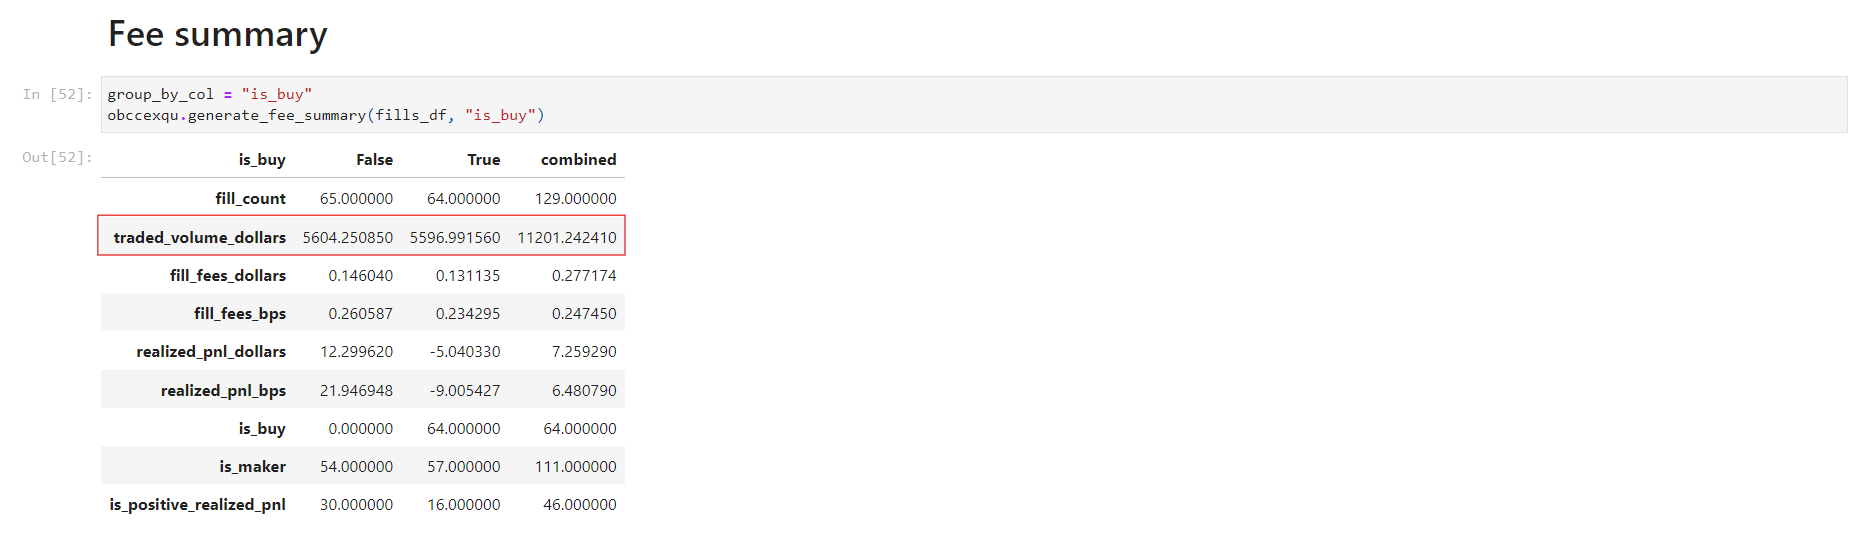 Fee summary
In [52]: group_by_col = "is_buy"
obccexqu.generate_fee_summary(fills_df, "is_buy")
Out[52]: is_buy False True combined
fill_count 65.000000 64.000000 129.000000
traded_volume_dollars 5604.250850 5596.991560 11201.242410
fill_fees_dollars 0.146040 0.131135 0.277174
fill_fees_bps 0.260587 0.234295 0.247450
realized_pnl_dollars 12.299620 -5.040330 7.259290
realized_pnl_bps 21.946948 -9.005427 6.480790
is_buy 0.000000 64.000000 64.000000
is_maker 54.000000 57.000000 111.000000
is_positive_realized_pnl 30.000000 16.000000 46.000000